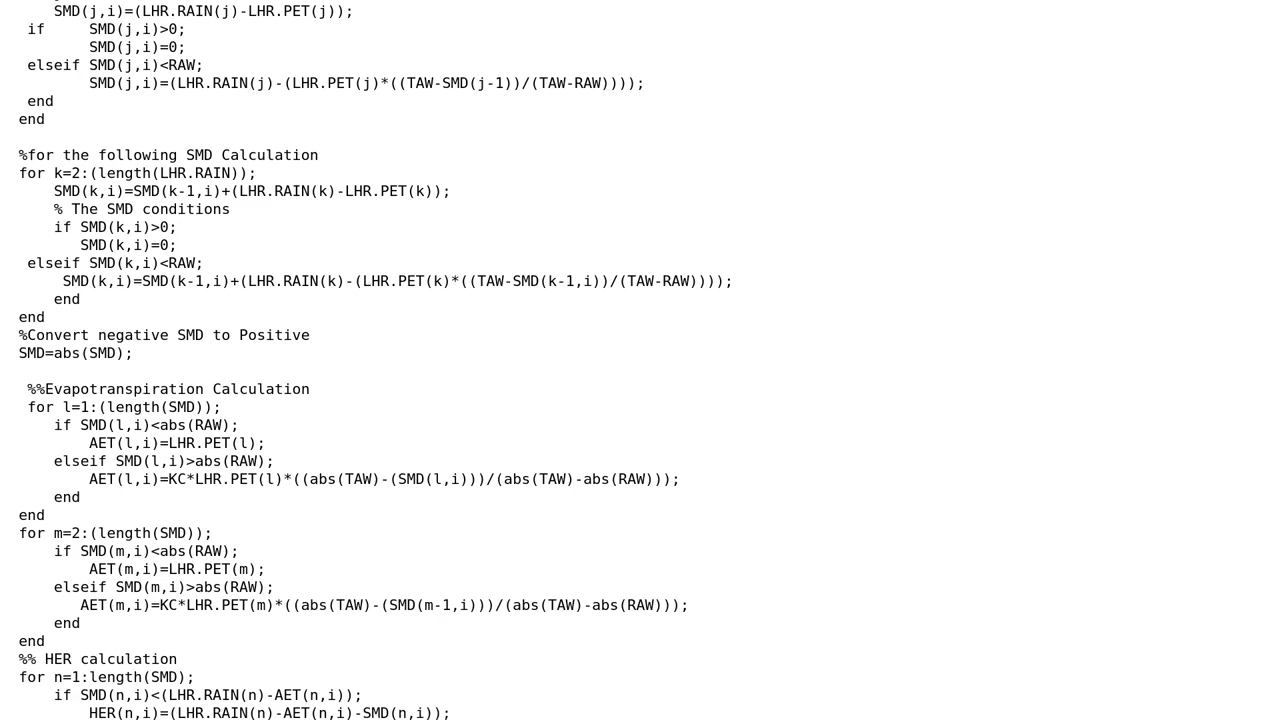 SMD(j,i)=(LHR.RAIN(j)-LHR.PET(j));
if SMD(j,i)>0;
SMD(j,i)=0;
elseif SMD(j,i)<RAW;
SMD(j,i)=(LHR.RAIN(j)-(LHR.PET(j)*((TAW-SMD(j-1))/(TAW-RAW))));
end
end
%for the following SMD Calculation
for k=2:(length(LHR.RAIN));
SMD(k,i)=SMD(k-1,i)+(LHR.RAIN(k)-LHR.PET(k));
% The SMD conditions
if SMD(k,i)>0;
SMD(k,i)=0;
elseif SMD(k,i)<RAW;
SMD(k,i)=SMD(k-1,i)+(LHR.RAIN(k)-(LHR.PET(k)*((TAW-SMD(k-1,i))/(TAW-RAW))));
end
end
%Convert negative SMD to Positive
SMD=abs(SMD);
%%Evapotranspiration Calculation
for l=1:(length(SMD));
if SMD(l,i)<abs(RAW);
AET(l,i)=LHR.PET(l);
elseif SMD(l,i)>abs(RAW);
AET(l,i)=KC*LHR.PET(l)*((abs(TAW)-(SMD(l,i)))/(abs(TAW)-abs(RAW)));
end
end
for m=2:(length(SMD));
if SMD(m,i)<abs(RAW);
AET(m,i)=LHR.PET(m);
elseif SMD(m,i)>abs(RAW);
AET(m,i)=KC*LHR.PET(m)*((abs(TAW)-(SMD(m-1,i)))/(abs(TAW)-abs(RAW)));
end
end
%% HER calculation
for n=1:length(SMD);
if SMD(n,i)<(LHR.RAIN(n)-AET(n,i));
HER(n,i)=(LHR.RAIN(n)-AET(n,i)-SMD(n,i));